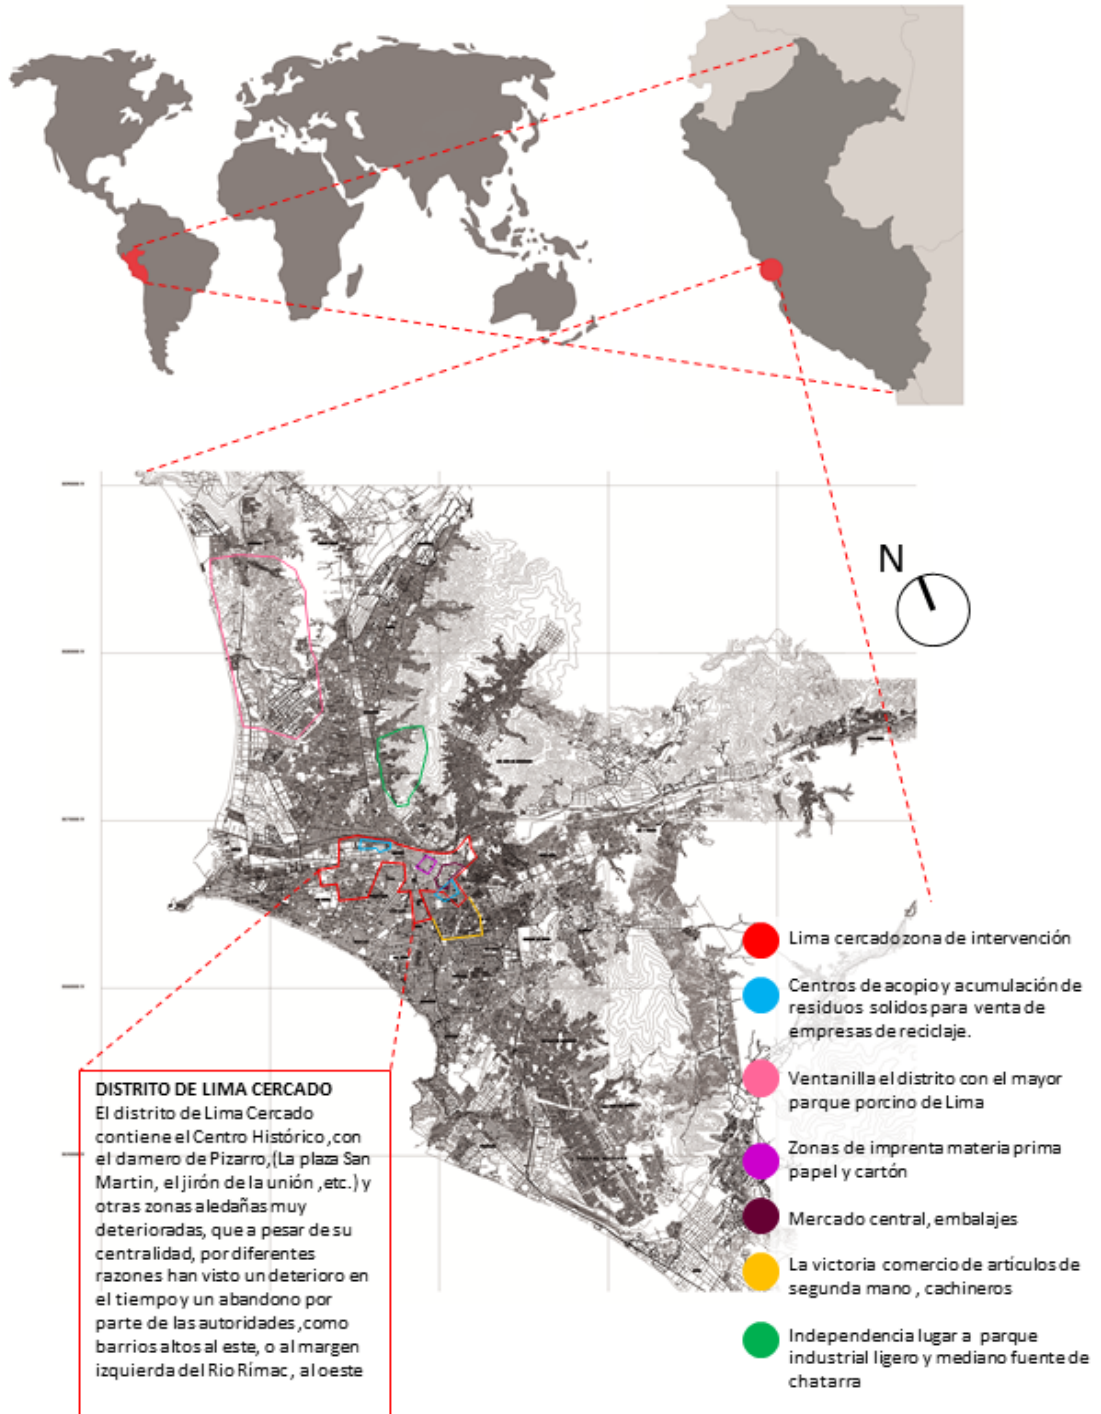 N
Lima cercado zona de intervención
Centros de acopio y acumulación de
residuos solidos para venta de
empresas de reciclaje.
Ventanilla el distrito con el mayor
parque porcino de Lima
Zonas de imprenta materia prima
papel y cartón
Mercado central, embalajes
La victoria comercio de artículos de
segunda mano , cachineros
Independencia lugar a parque
industrial ligero y mediano fuente de
chatarra
DISTRITO DE LIMA CERCADO
El distrito de Lima Cercado
contiene el Centro Histórico ,con
el damero de Pizarro,(La plaza San
Martin, el jirón de la unión ,etc.) y
otras zonas aledañas muy
deterioradas, que a pesar de su
centralidad, por diferentes
razones han visto un deterioro en
el tiempo y un abandono por
parte de las autoridades ,como
barrios altos al este, o al margen
izquierda del Rio Rímac , al oeste